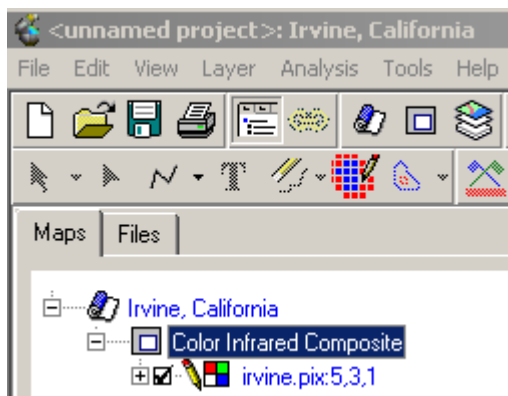 <unnamed project>: Irvine, California
File Edit View Layer Analysis Tools Help
Maps Files
Irvine, California
Color Infrared Composite
irvine.pix:5,3,1